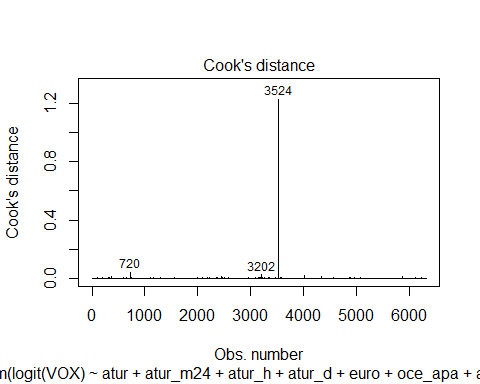 Cook's distance
3524
720
3202
Cook's distance
0.0 0.4 0.8 1.2
0 1000 2000 3000 4000 5000 6000
Obs. number
m(logit(VOX) ~ atur + atur_m24 + atur_h + atur_d + euro + oce_apa + a